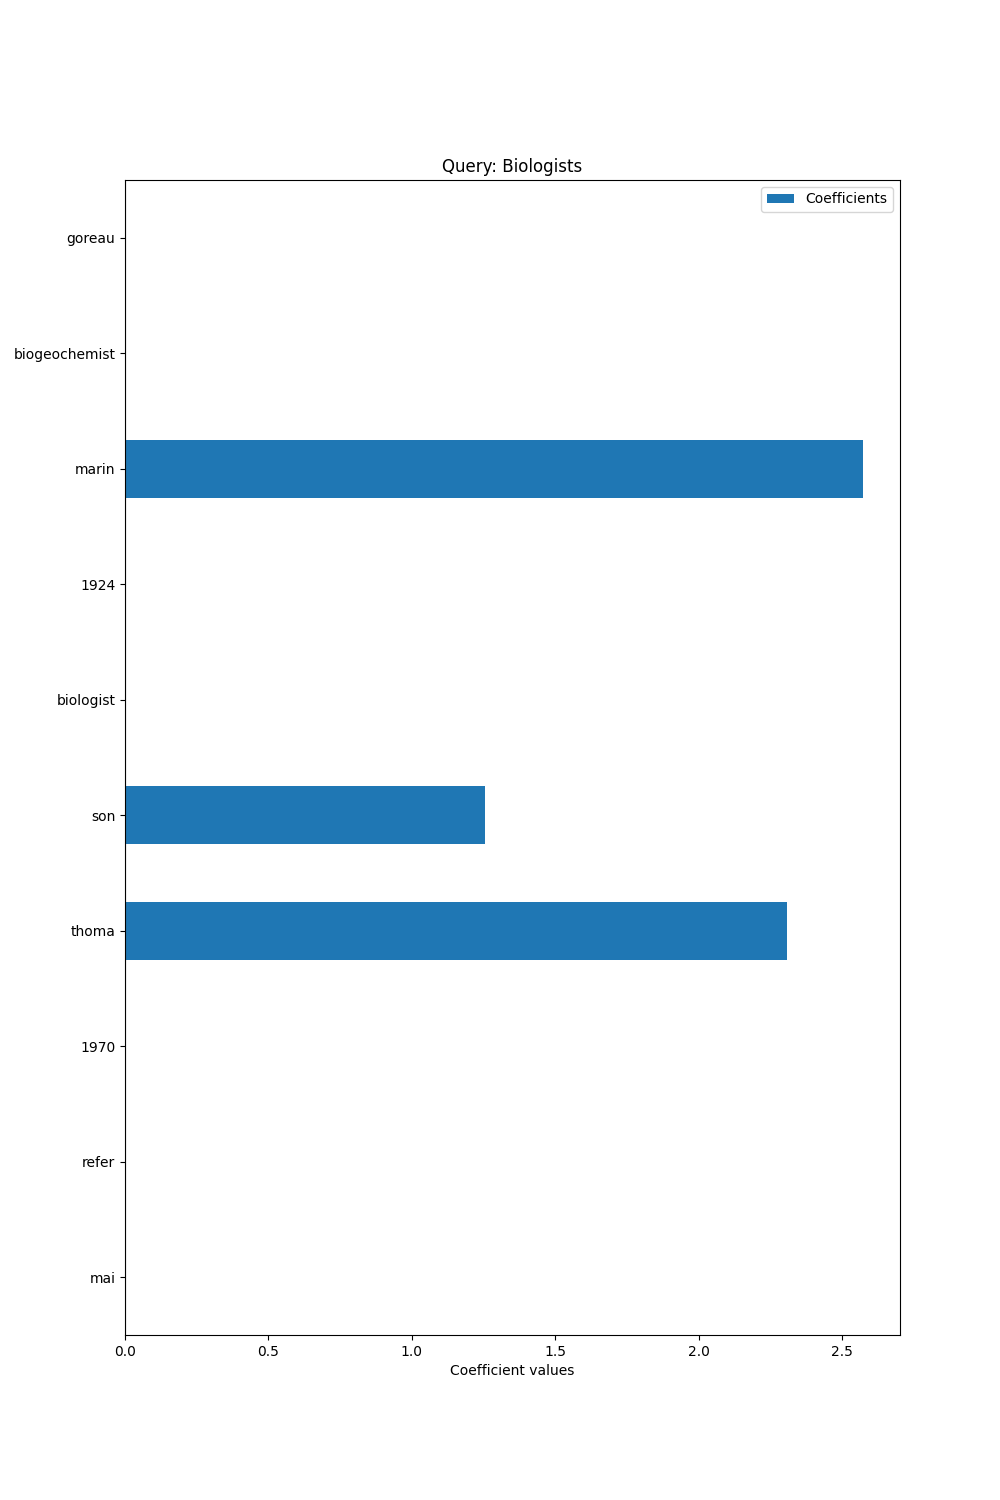 Query: Biologists
Coefficients
goreau
biogeochemist
marin
1924
biologist
son
thoma
1970
refer
mai
0.0 0.5 1.0 1.5 2.0 2.5
Coefficient values